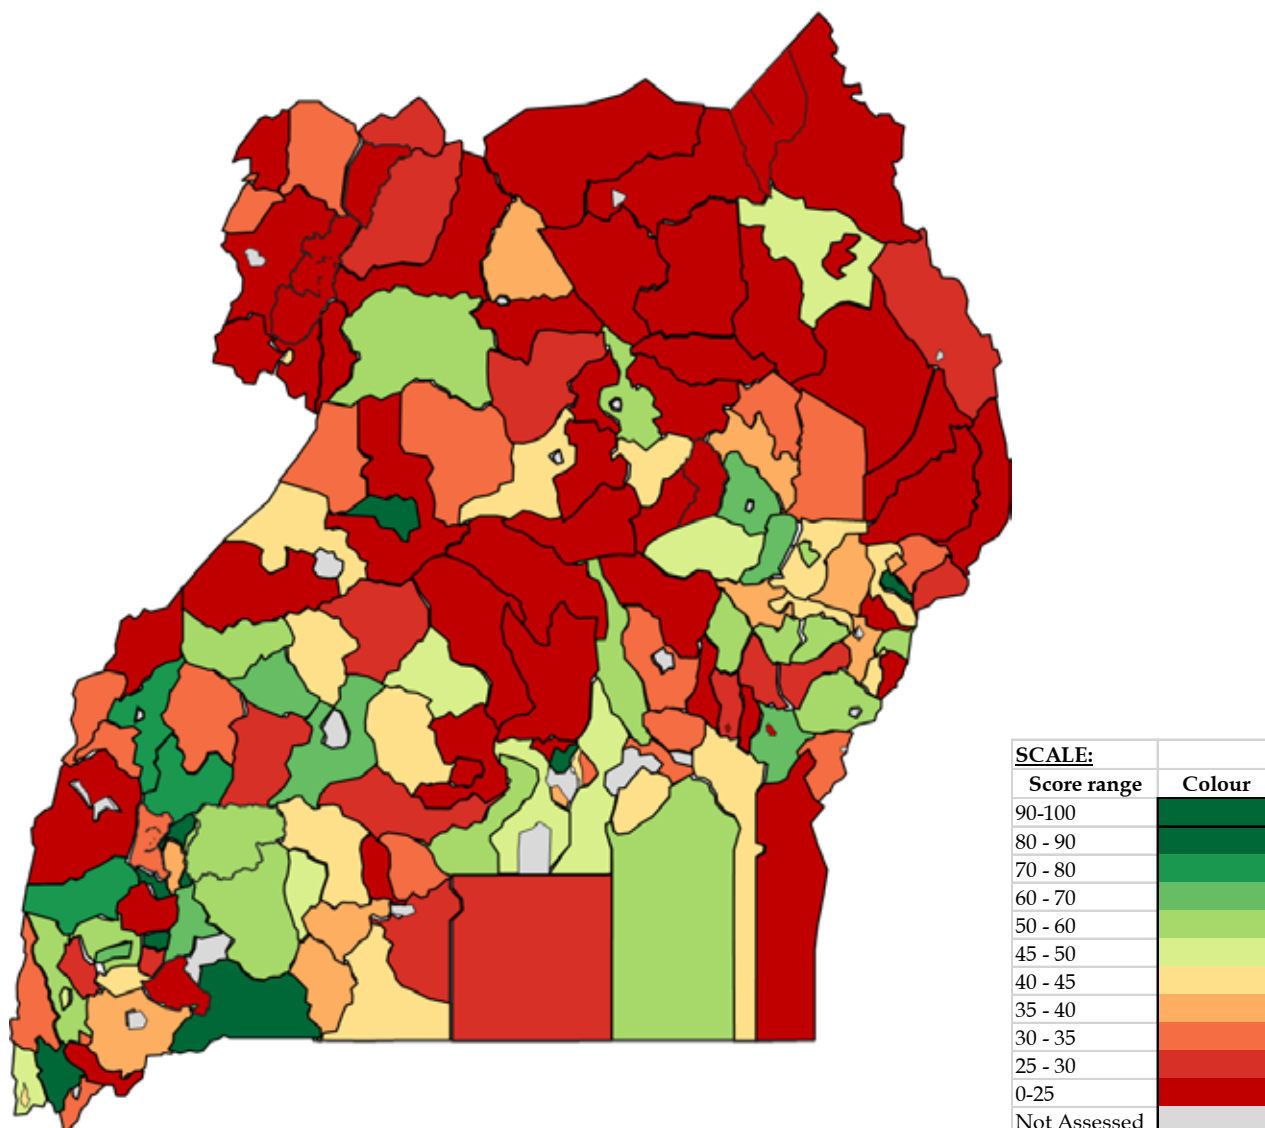 SCALE:
Score range Colour
90-100
80 - 90
70 - 80
60 - 70
50 - 60
45 - 50
40 - 45
35 - 40
30 - 35
25 - 30
0-25
Not Assessed